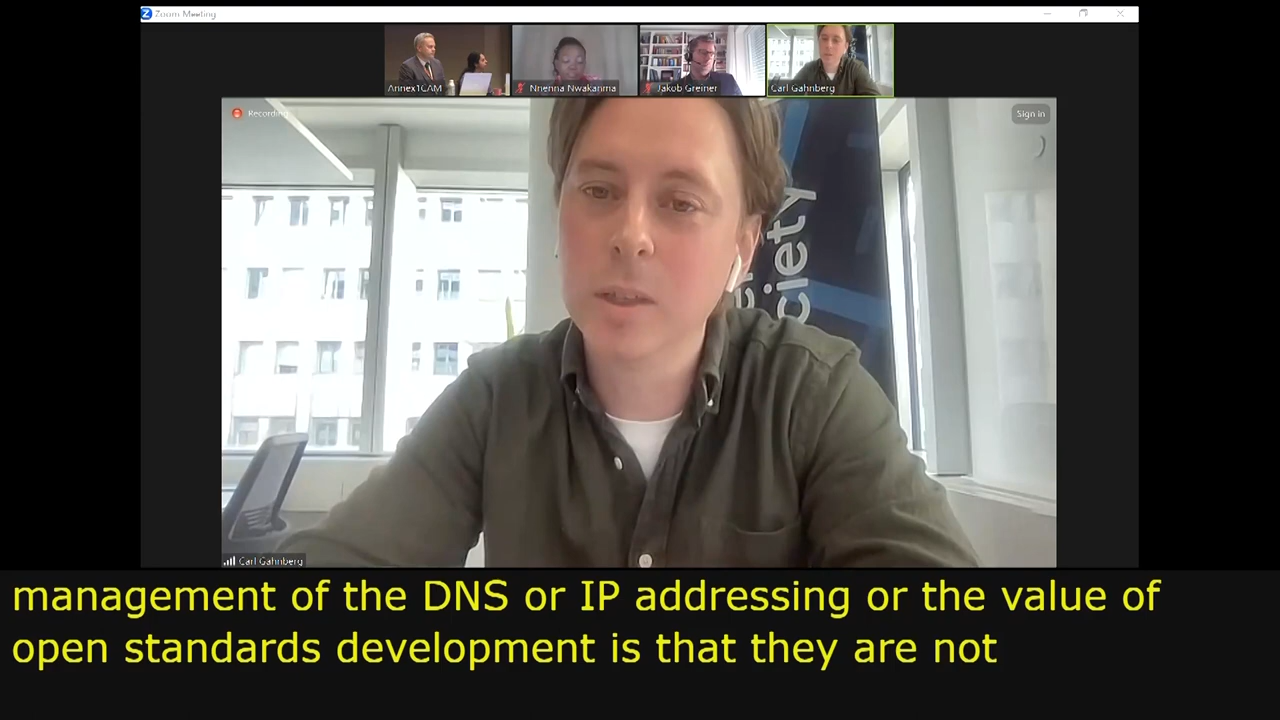 Zoom Meeting
Annex1CAM
Nnenna Nwakanma
Jakob Greiner
Carl Gahnberg
Recording
Sign in
ciety
Carl Gahnberg
management of the DNS or IP addressing or the value of
open standards development is that they are not